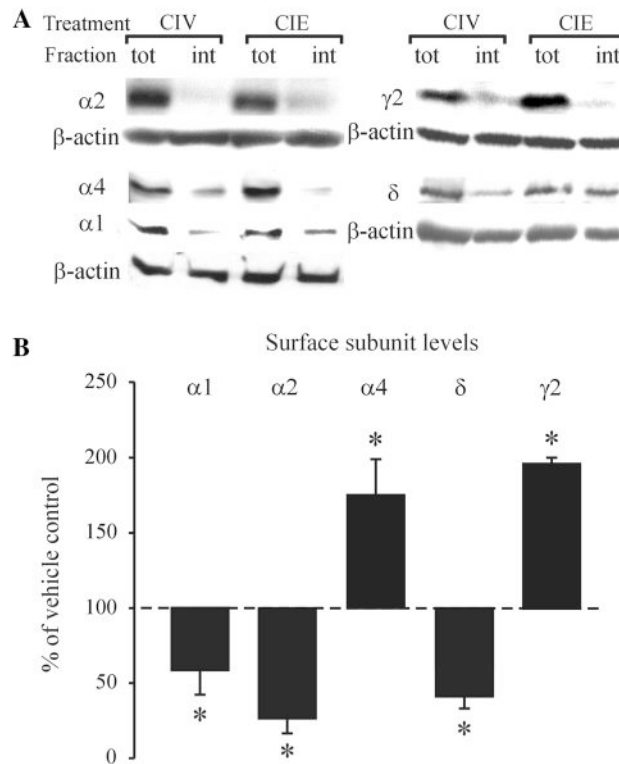 A
Treatment CIV CIE CIV CIE
Fraction tot int tot int tot int tot int
α2 γ2
β-actin β-actin
α4 δ
α1 β-actin
β-actin
B
Surface subunit levels
α1 α2 α4 δ γ2
% of vehicle control
250
200
150
100
50
0
* * * * *